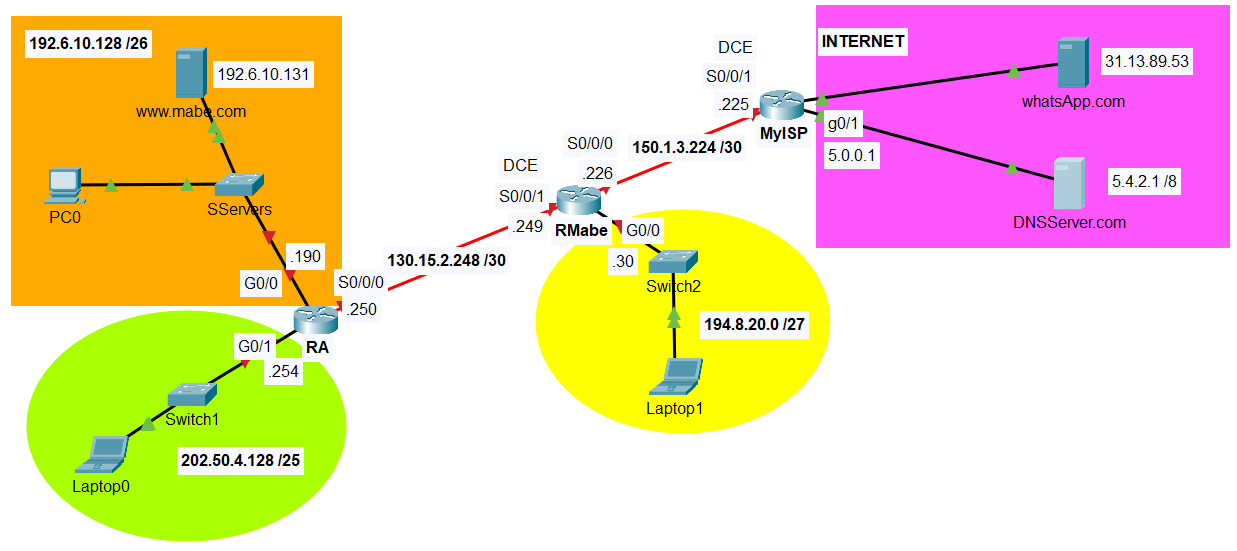 192.6.10.128 /26
192.6.10.131
www.mabe.com
PC0
SServers
.190
G0/0
S0/0/0
.250
RA
G0/1
.254
Switch1
202.50.4.128 /25
Laptop0
130.15.2.248 /30
DCE
S0/0/1
.249
S0/0/0
.226
RMabe
G0/0
.30
Switch2
194.8.20.0 /27
Laptop1
150.1.3.224 /30
DCE
S0/0/1
.225
MyISP
INTERNET
g0/1
5.0.0.1
31.13.89.53
whatsApp.com
5.4.2.1 /8
DNSServer.com